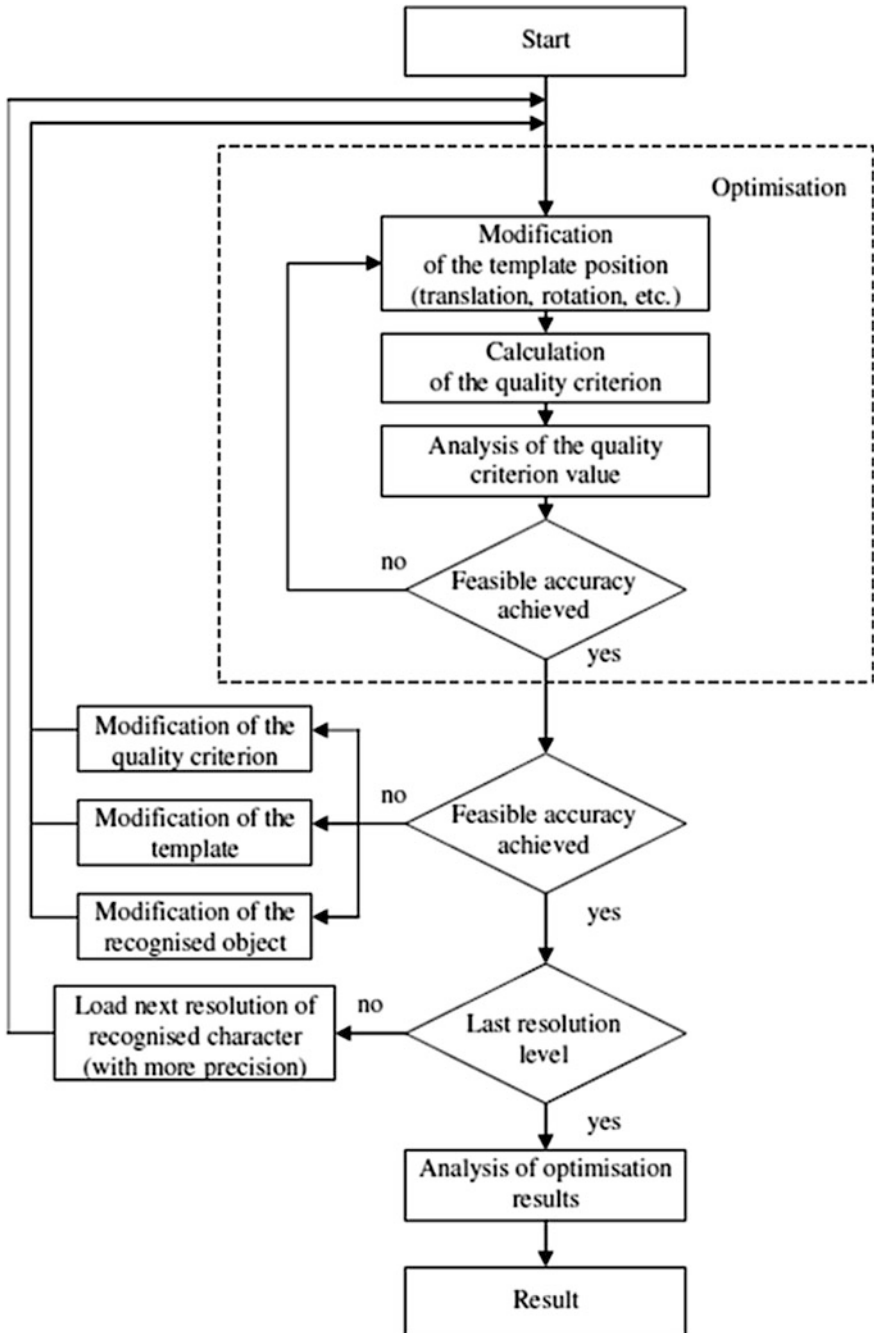 Start
Optimisation
Modification
of the template position
(translation, rotation, etc.)
Calculation
of the quality criterion
Analysis of the quality
criterion value
no
Feasible accuracy
achieved
yes
Modification of the
quality criterion
no
Feasible accuracy
achieved
Modification of the
template
yes
Modification of the
recognised object
Load next resolution of
recognised character
(with more precision)
no
Last resolution
level
yes
Analysis of optimisation
results
Result